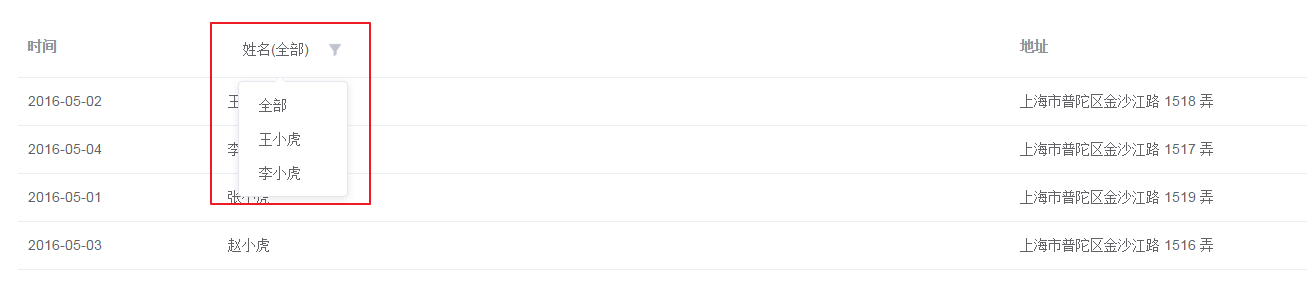 时间 姓名(全部) 地址
2016-05-02 王 上海市普陀区金沙江路 1518 弄
全部
王小虎
李小虎
2016-05-04 李 上海市普陀区金沙江路 1517 弄
2016-05-01 张小虎 上海市普陀区金沙江路 1519 弄
2016-05-03 赵小虎 上海市普陀区金沙江路 1516 弄